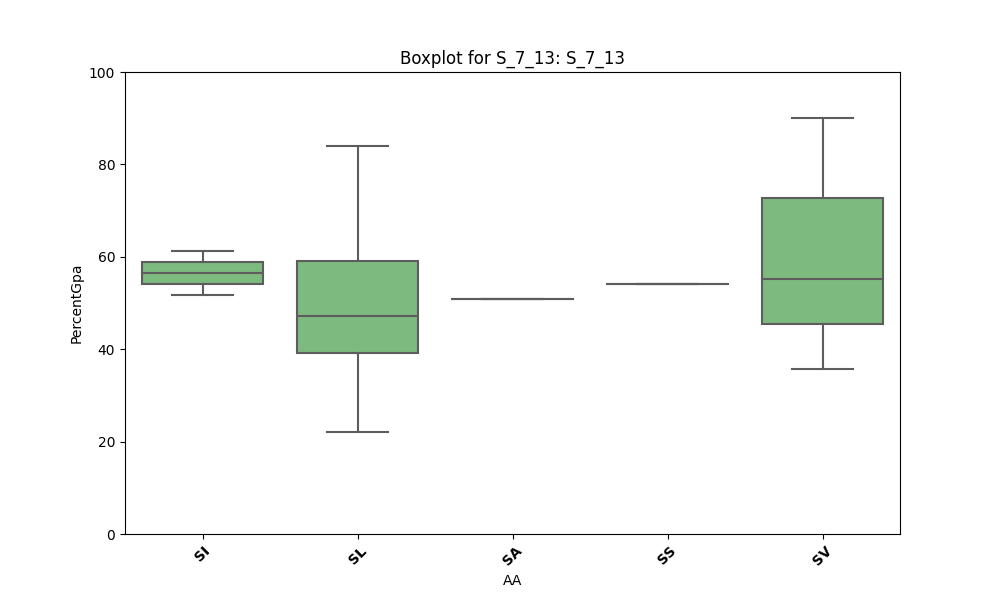 Boxplot for S_7_13: S_7_13
100
80
60
40
20
0
PercentGpa
SI
SL
SA
SS
SV
AA